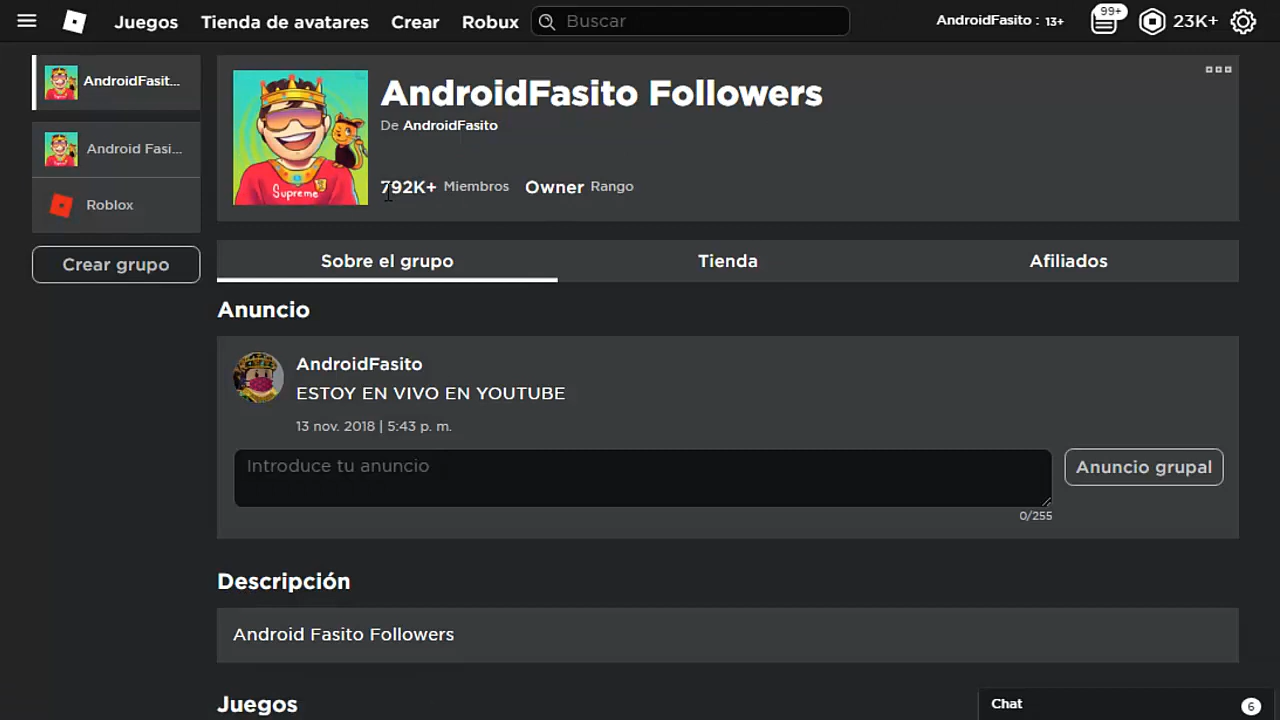 Juegos Tienda de avatares Crear Robux Buscar AndroidFasito : 13+ 99+ 23K+
AndroidFasit...
Android Fasi...
Roblox
Crear grupo
Supreme
AndroidFasito Followers
De AndroidFasito
792K+ Miembros Owner Rango
Sobre el grupo Tienda Afiliados
Anuncio
AndroidFasito
ESTOY EN VIVO EN YOUTUBE
13 nov. 2018 | 5:43 p. m.
Introduce tu anuncio Anuncio grupal
0/255
Descripción
Android Fasito Followers
Juegos
Chat 6